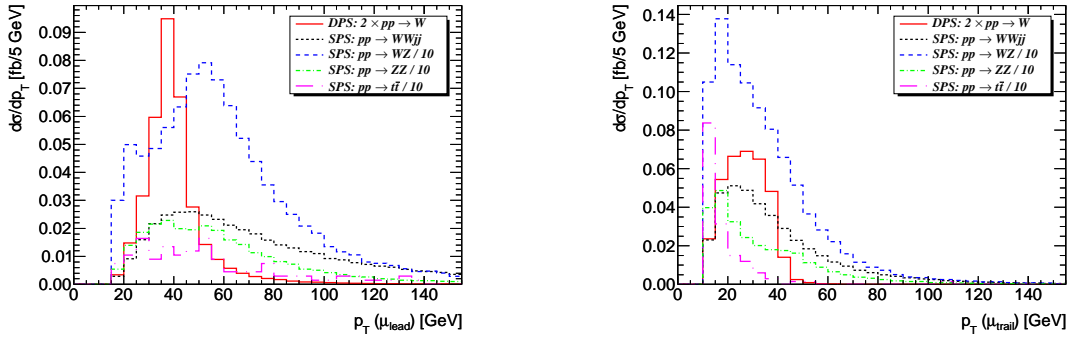 dσ/dp_T [fb/5 GeV]
0.09
0.08
0.07
0.06
0.05
0.04
0.03
0.02
0.01
0.00
DPS: 2 × pp → W
SPS: pp → WWjj
SPS: pp → WZ / 10
SPS: pp → ZZ / 10
SPS: pp → tt̄ / 10
0 20 40 60 80 100 120 140
p_T (μ_lead) [GeV]
dσ/dp_T [fb/5 GeV]
0.14
0.12
0.10
0.08
0.06
0.04
0.02
0.00
DPS: 2 × pp → W
SPS: pp → WWjj
SPS: pp → WZ / 10
SPS: pp → ZZ / 10
SPS: pp → tt̄ / 10
0 20 40 60 80 100 120 140
p_T (μ_trail) [GeV]